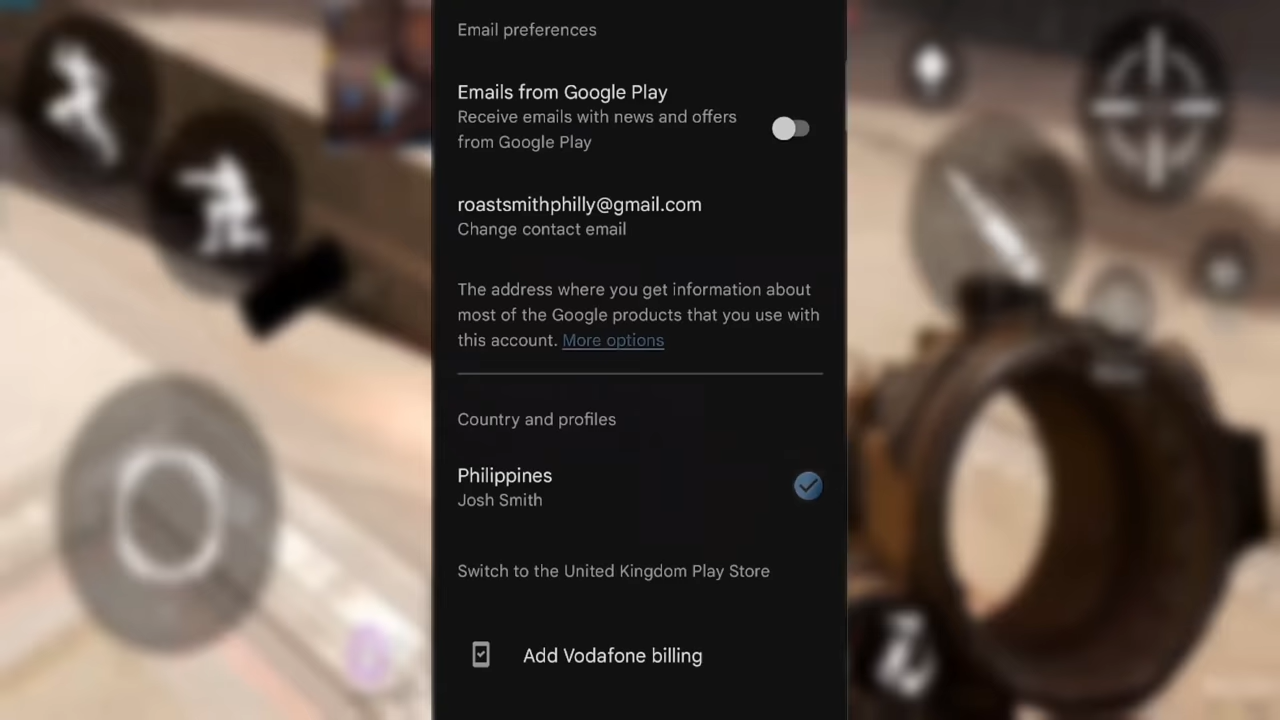 Email preferences
Emails from Google Play
Receive emails with news and offers
from Google Play
roastsmithphilly@gmail.com
Change contact email
The address where you get information about
most of the Google products that you use with
this account. More options
Country and profiles
Philippines
Josh Smith
Switch to the United Kingdom Play Store
Add Vodafone billing